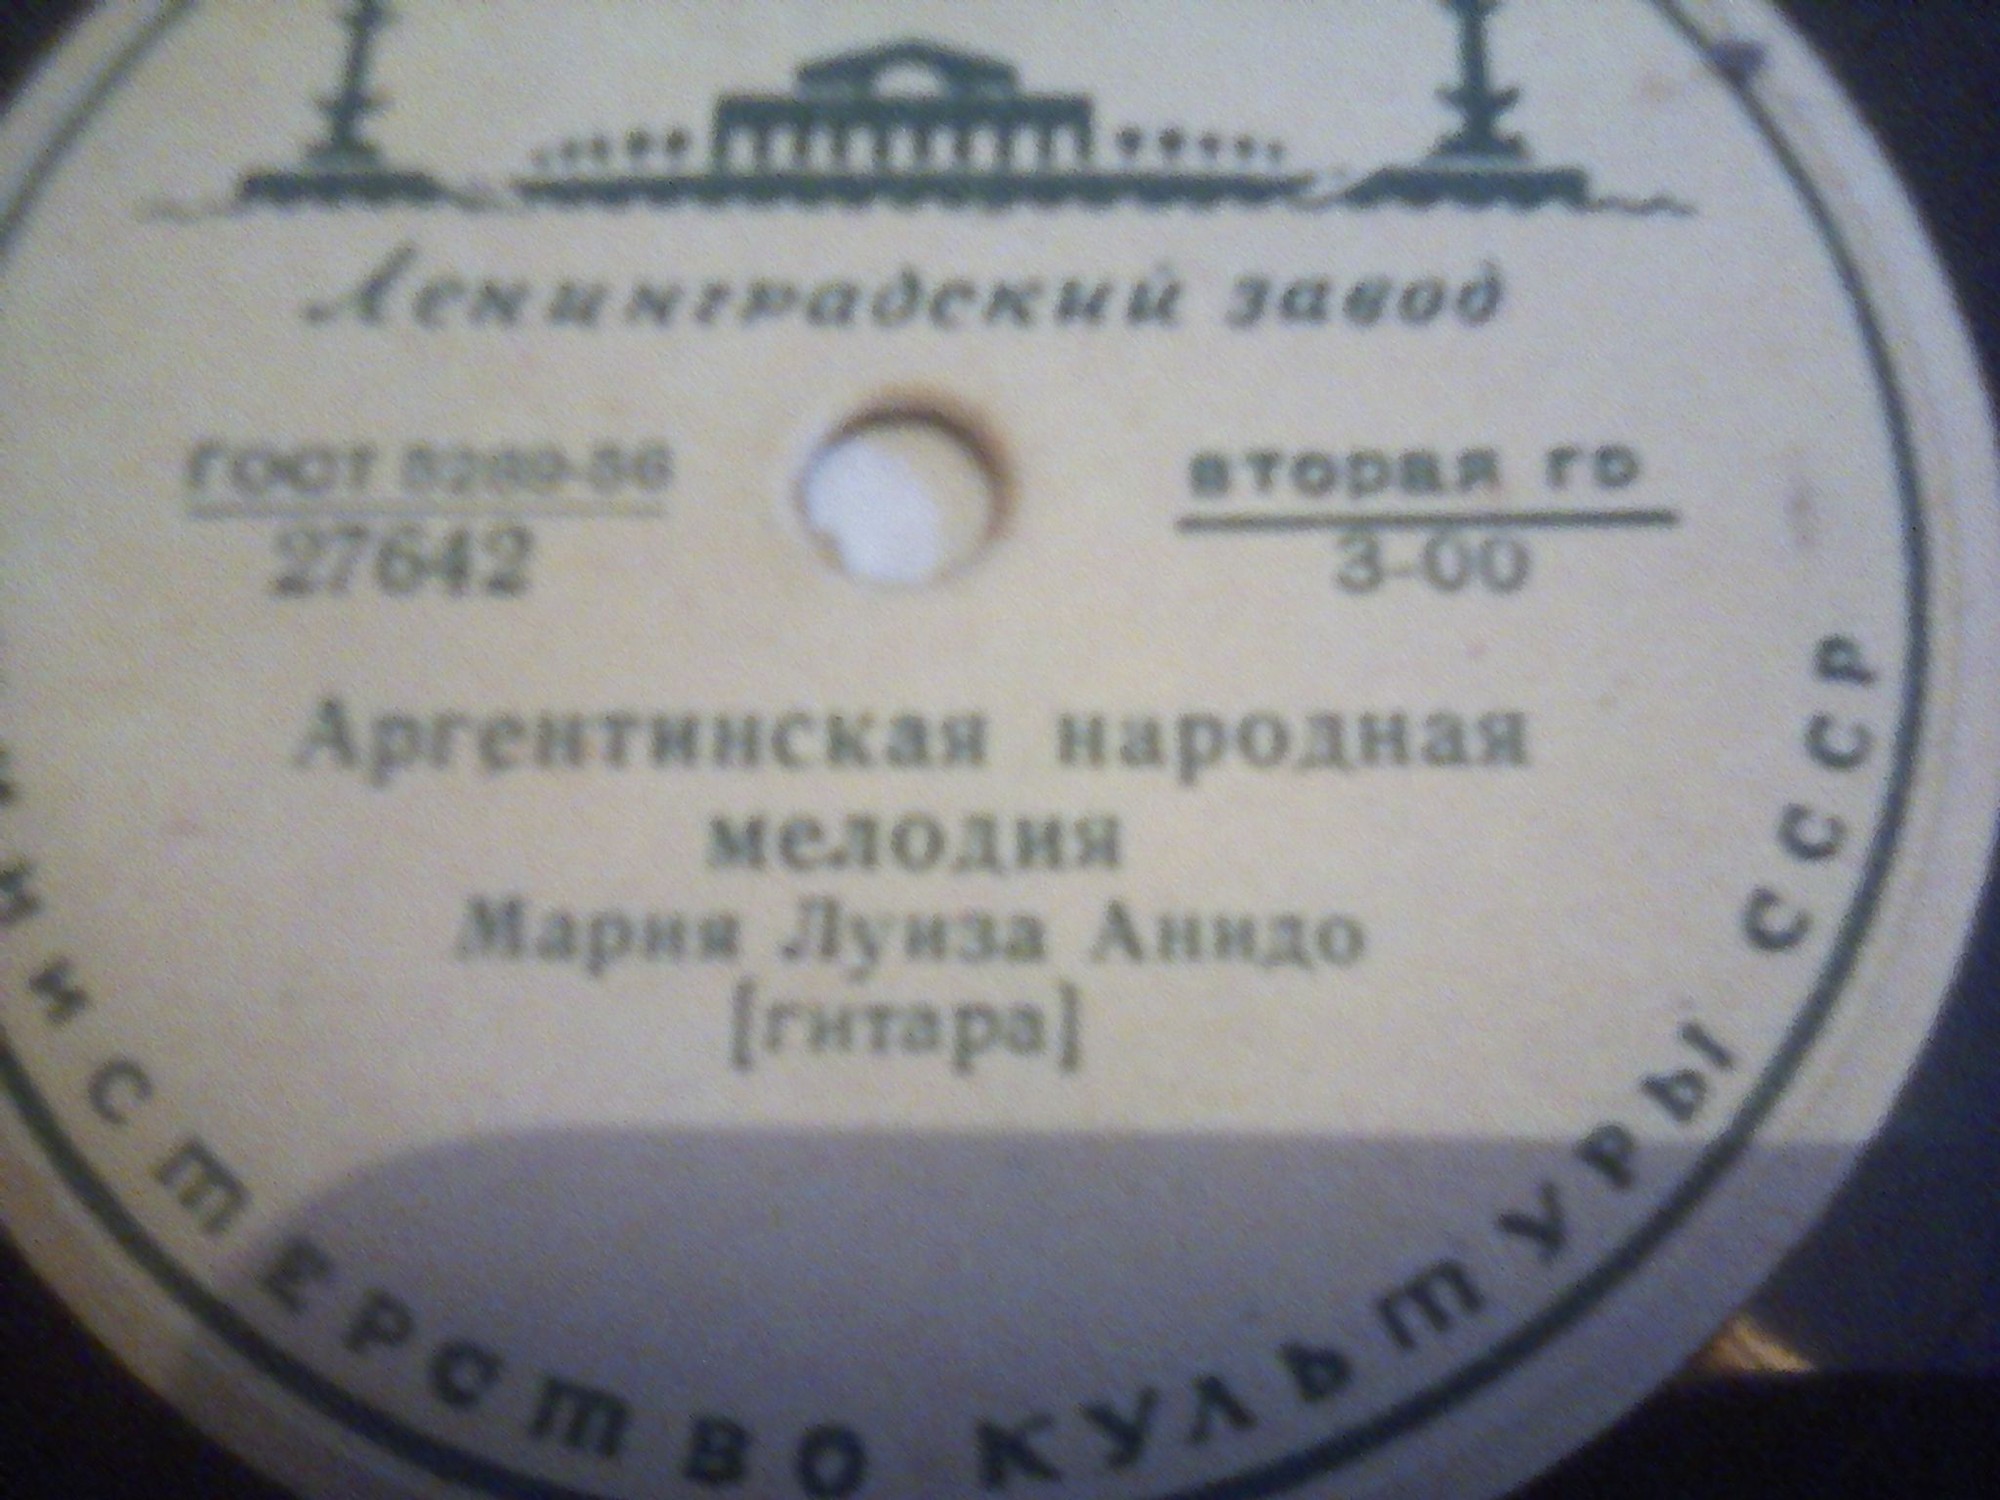 Ленинградский завод
ГОСТ 5289-56
27642
вторая гр
3-00
Аргентинская народная
мелодия
Мария Луиза Анидо
[гитара]
МИНИСТЕРСТВО КУЛЬТУРЫ СССР